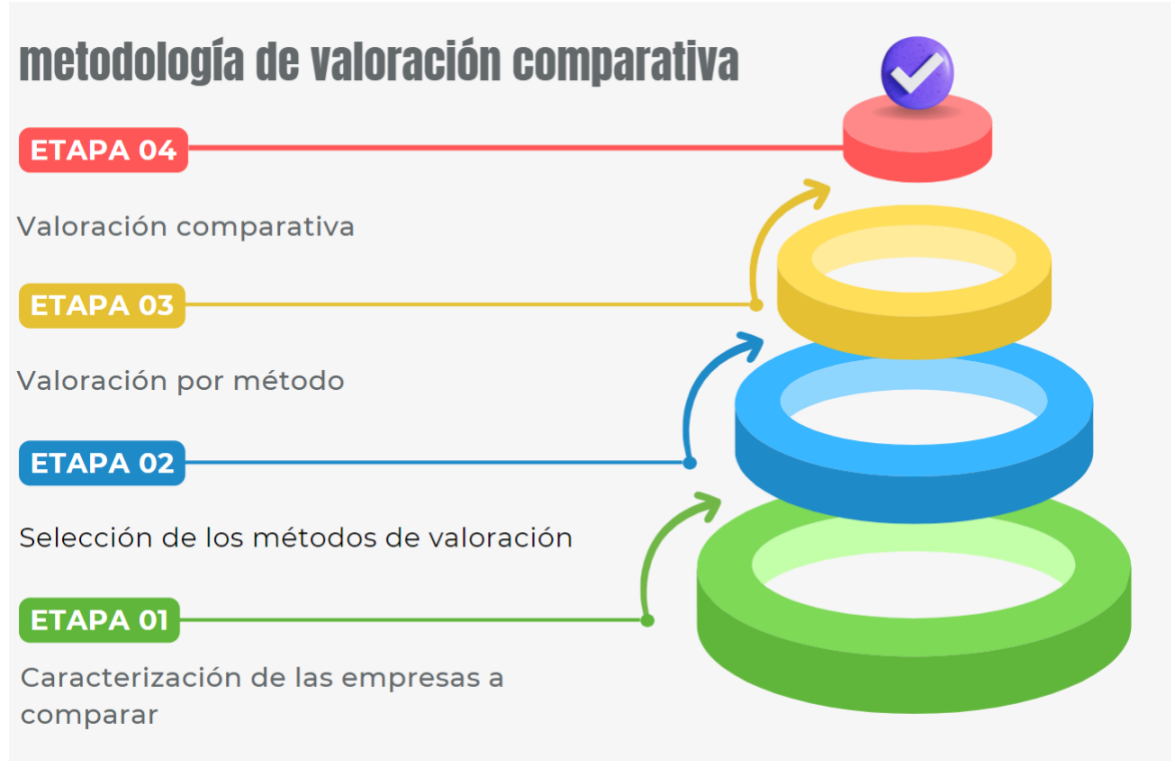 metodología de valoración comparativa
ETAPA 04
Valoración comparativa
ETAPA 03
Valoración por método
ETAPA 02
Selección de los métodos de valoración
ETAPA 01
Caracterización de las empresas a
comparar